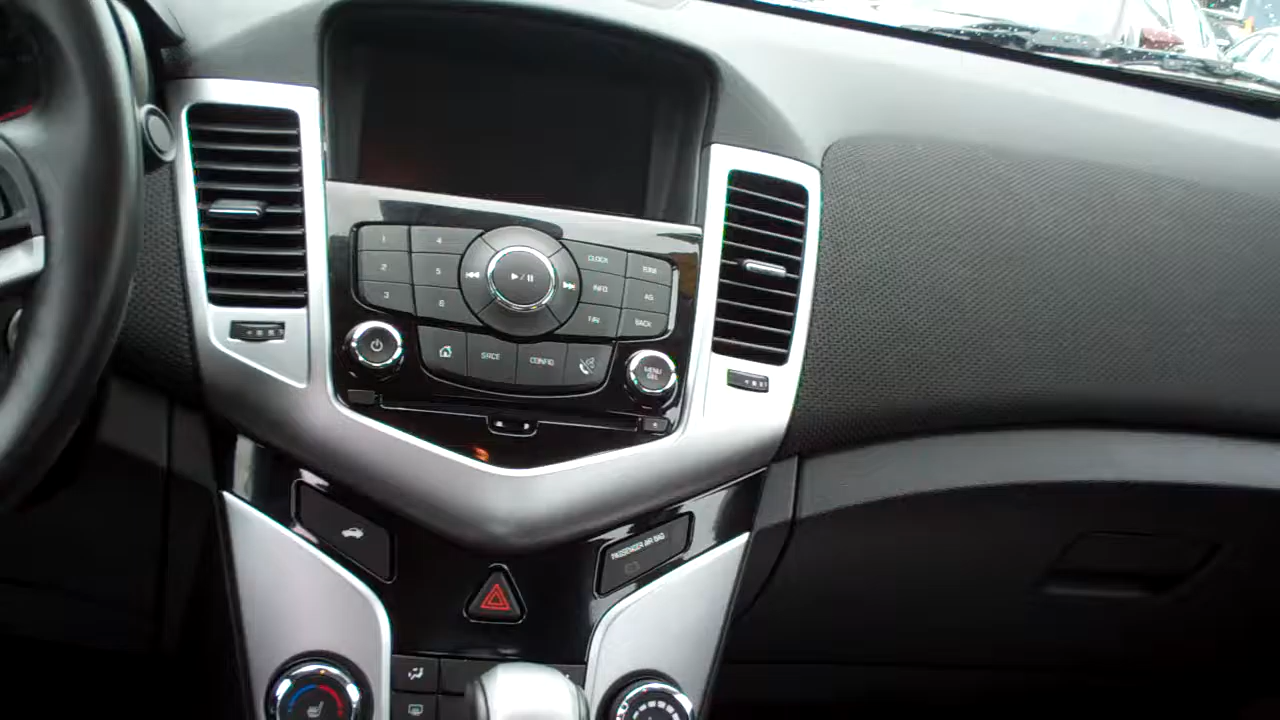 1
4
2
5
3
6
CLOCK
INFO
FAV
TONE
AS
BACK
SRCE
CONFIG
MENU
SEL
PASSENGER AIR BAG